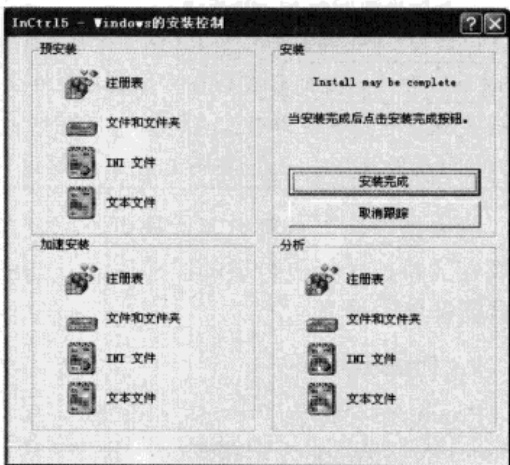 InCtrl5 - Windows的安装控制
预安装
注册表
文件和文件夹
INI 文件
文本文件
安装
Install may be complete
当安装完成后点击安装完成按钮。
安装完成
取消跟踪
加速安装
注册表
文件和文件夹
INI 文件
文本文件
分析
注册表
文件和文件夹
INI 文件
文本文件